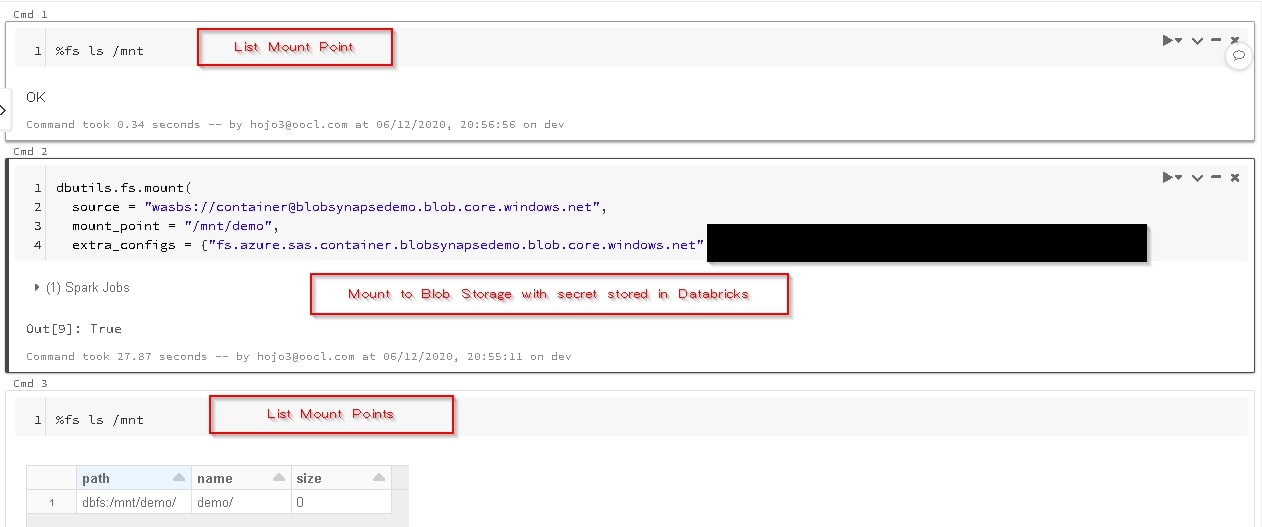 Cmd 1
1 %fs ls /mnt
List Mount Point
OK
Command took 0.34 seconds -- by hojo3@oocl.com at 06/12/2020, 20:56:56 on dev
Cmd 2
1 dbutils.fs.mount(
2 source = "wasbs://container@blobsynapsedemo.blob.core.windows.net",
3 mount_point = "/mnt/demo",
4 extra_configs = {"fs.azure.sas.container.blobsynapsedemo.blob.core.windows.net"
(1) Spark Jobs
Mount to Blob Storage with secret stored in Databricks
Out[9]: True
Command took 27.87 seconds -- by hojo3@oocl.com at 06/12/2020, 20:55:11 on dev
Cmd 3
1 %fs ls /mnt
List Mount Points
path name size
1 dbfs:/mnt/demo/ demo/ 0